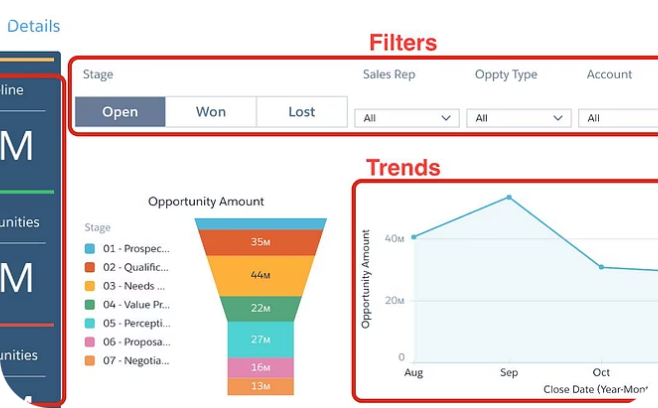 Details
Filters
Stage
Sales Rep
Oppty Type
Account
Open
Won
Lost
All
All
All
line
M
unities
M
unities
Trends
Opportunity Amount
Stage
01 - Prospec...
02 - Qualific...
03 - Needs ...
04 - Value Pr...
05 - Percepti...
06 - Proposa...
07 - Negotia...
35M
44M
22M
27M
16M
13M
Opportunity Amount
40M
20M
0
Aug
Sep
Oct
Close Date (Year-Mont